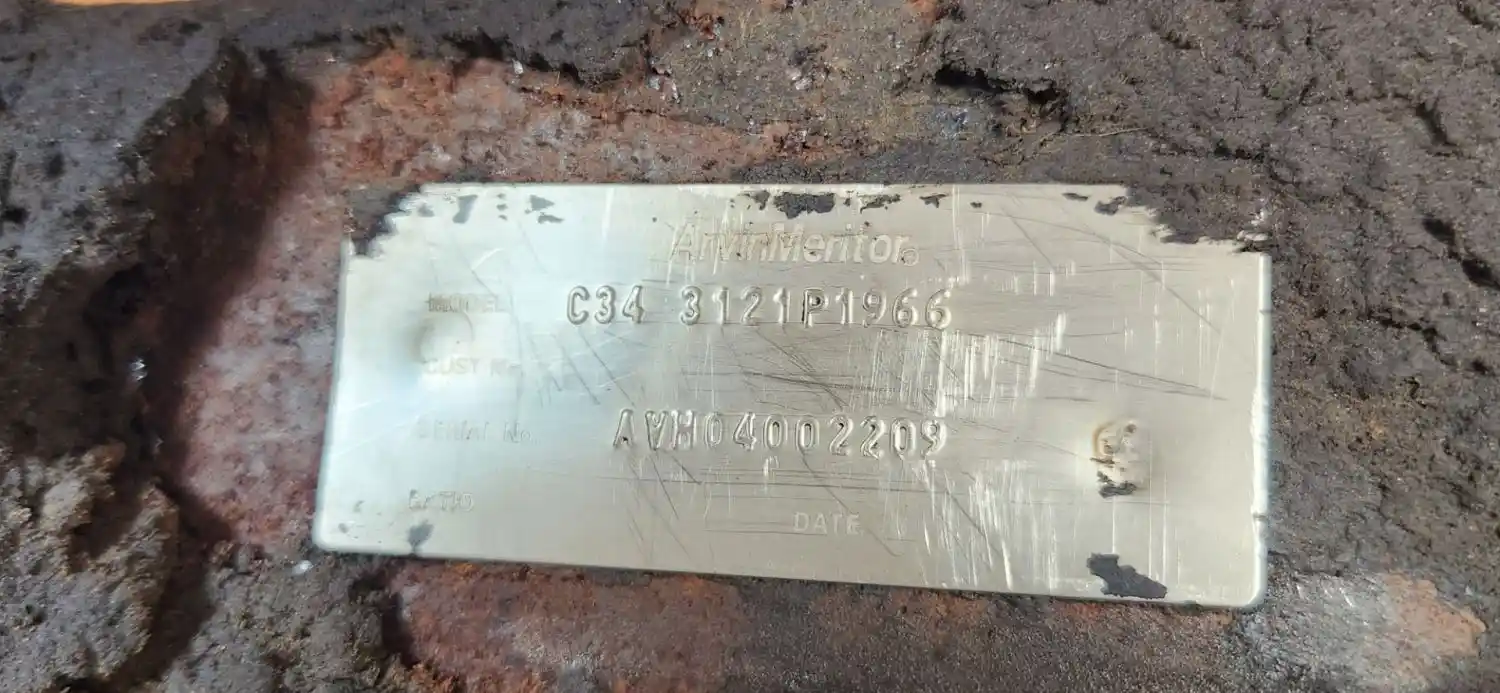 ArvinMeritor®
MODEL C34 3121P1966
CUST No.
SERIAL No. AVH04002209
RATIO DATE